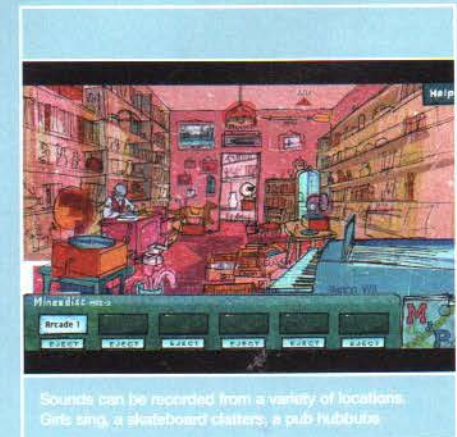 Help
Minesdisc
Arcade 1
EJECT EJECT EJECT EJECT EJECT EJECT
Sounds can be recorded from a variety of locations.
Girls sing, a skateboard clatters, a pub hubbubs